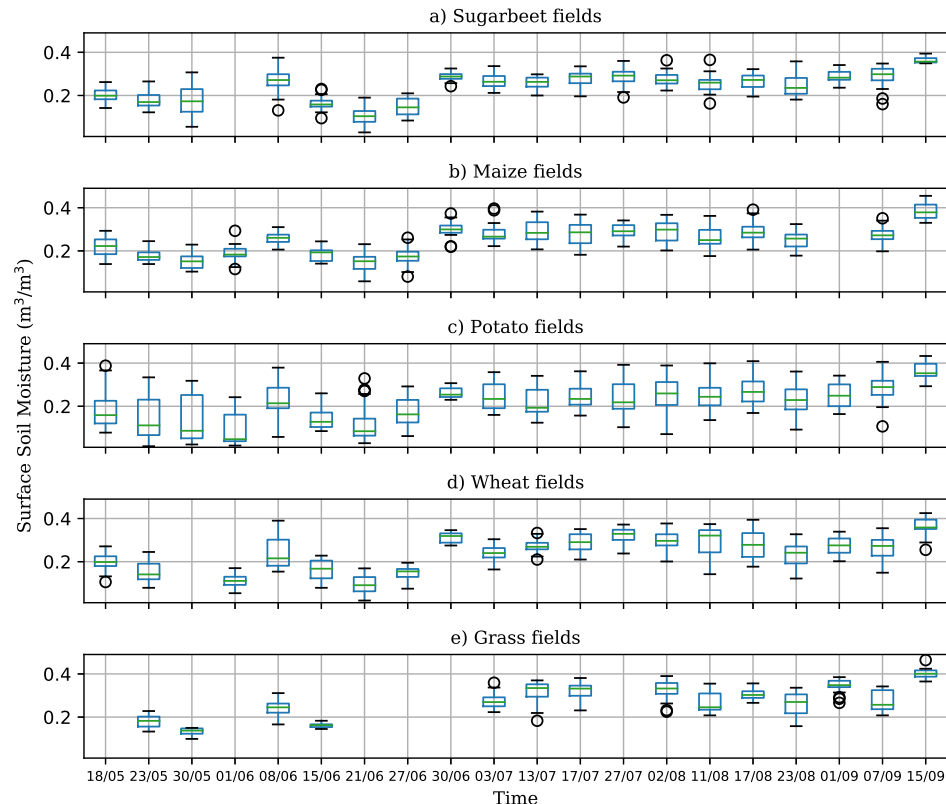 a) Sugarbeet fields
0.4
0.2
b) Maize fields
0.4
0.2
c) Potato fields
0.4
0.2
d) Wheat fields
0.4
0.2
e) Grass fields
0.4
0.2
Surface Soil Moisture (m³/m³)
18/05 23/05 30/05 01/06 08/06 15/06 21/06 27/06 30/06 03/07 13/07 17/07 27/07 02/08 11/08 17/08 23/08 01/09 07/09 15/09
Time